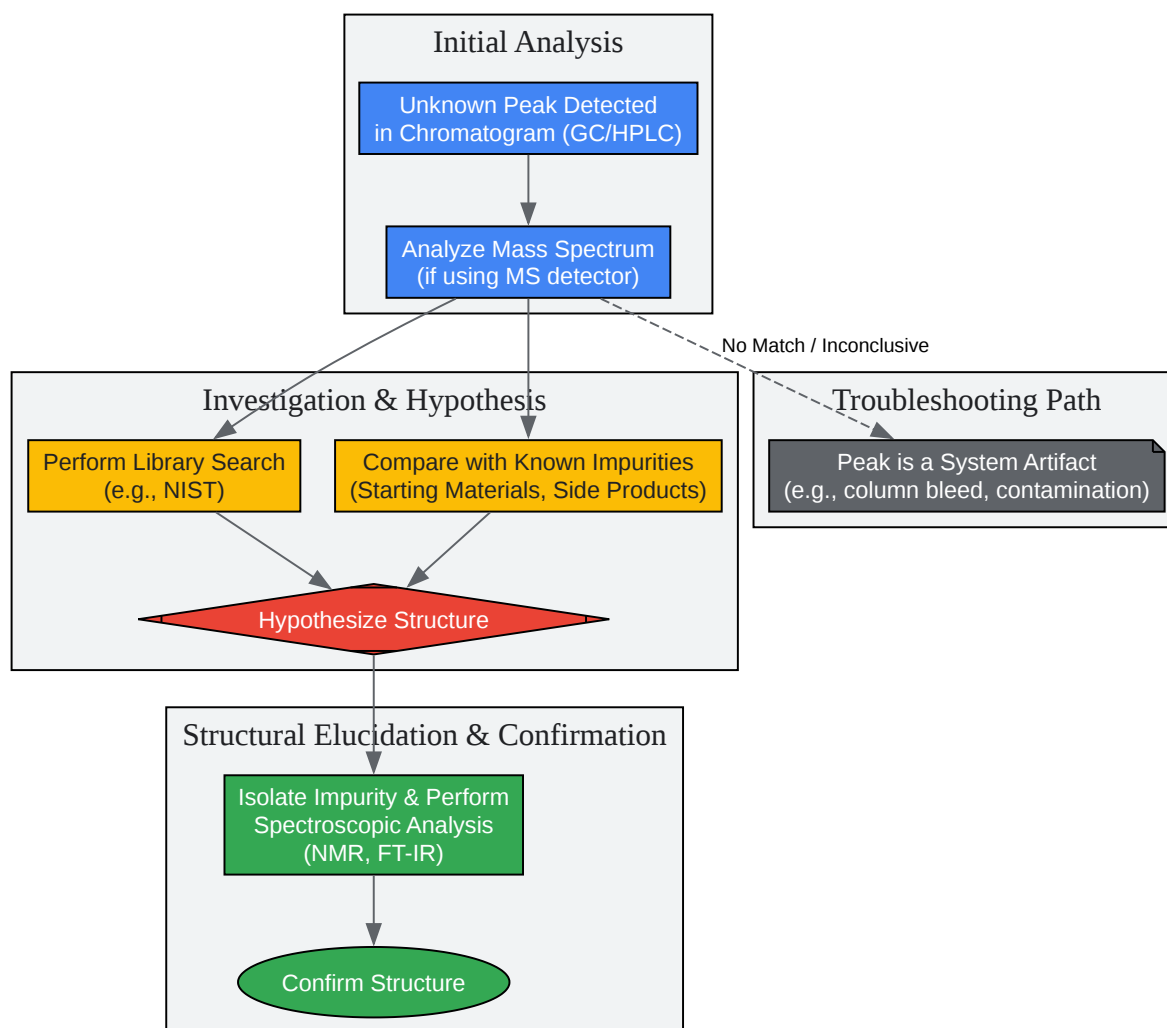 Initial Analysis
Unknown Peak Detected
in Chromatogram (GC/HPLC)
Analyze Mass Spectrum
(if using MS detector)
No Match / Inconclusive
Investigation & Hypothesis
Perform Library Search
(e.g., NIST)
Compare with Known Impurities
(Starting Materials, Side Products)
Hypothesize Structure
Troubleshooting Path
Peak is a System Artifact
(e.g., column bleed, contamination)
Structural Elucidation & Confirmation
Isolate Impurity & Perform
Spectroscopic Analysis
(NMR, FT-IR)
Confirm Structure